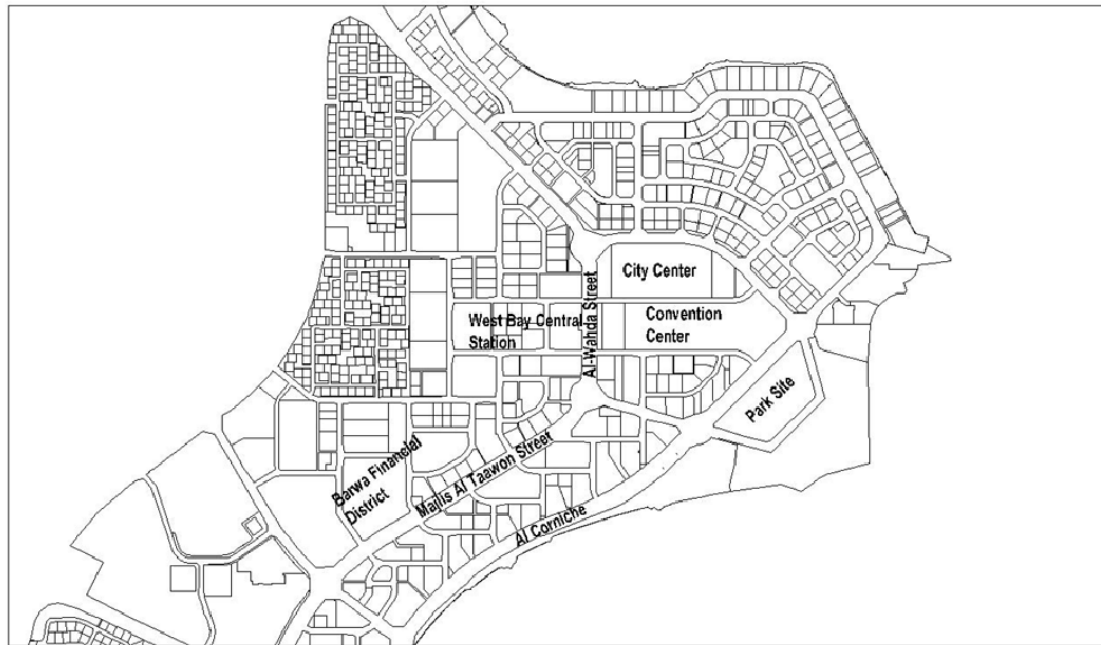 City Center
Al-Wahda Street
West Bay Central
Station
Convention
Center
Park Site
Barwa Financial
District
Majlis Al Taawon Street
Al Corniche